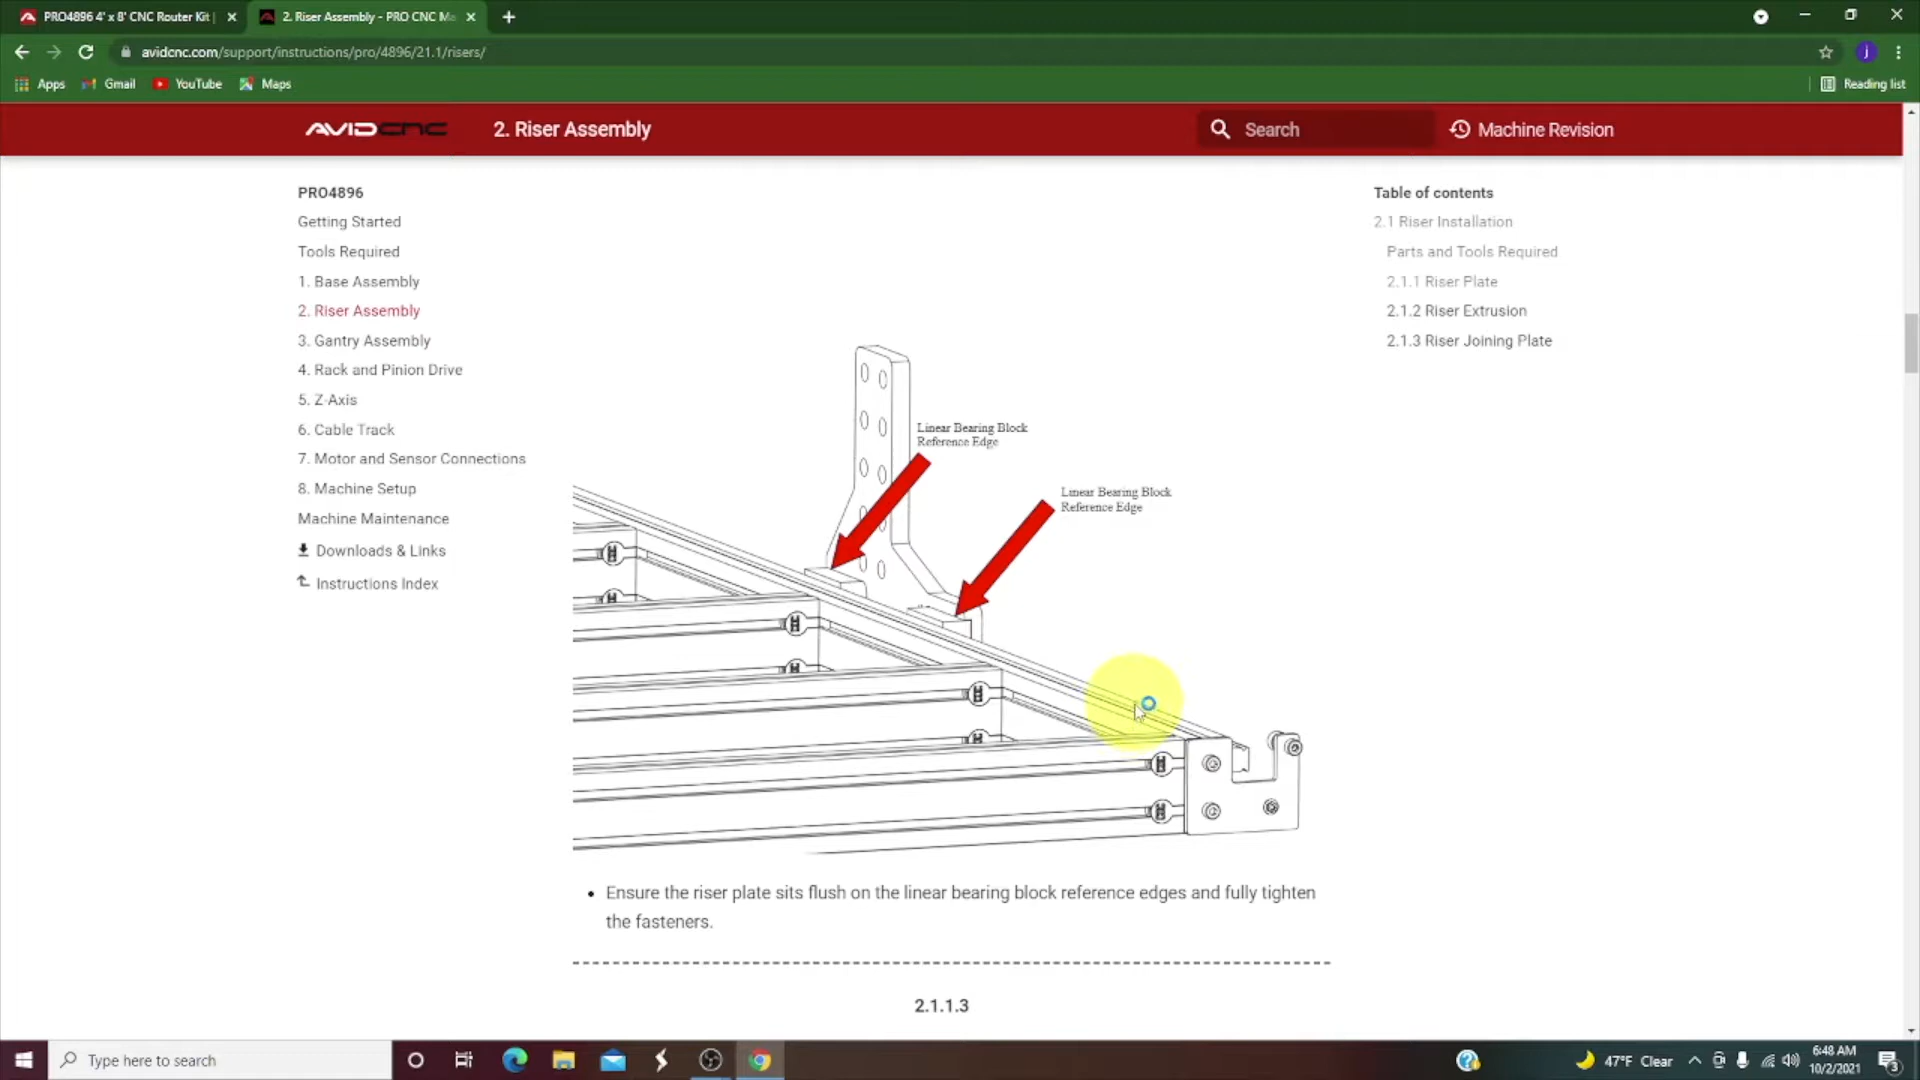 PRO4896 4' x 8' CNC Router Kit |
2. Riser Assembly - PRO CNC Ma
avidcnc.com/support/instructions/pro/4896/21.1/risers/
j
Apps
Gmail
YouTube
Maps
Reading list
AVIDCNC
2. Riser Assembly
Search
Machine Revision
PRO4896
Getting Started
Tools Required
1. Base Assembly
2. Riser Assembly
3. Gantry Assembly
4. Rack and Pinion Drive
5. Z-Axis
6. Cable Track
7. Motor and Sensor Connections
8. Machine Setup
Machine Maintenance
Downloads & Links
Instructions Index
Table of contents
2.1 Riser Installation
Parts and Tools Required
2.1.1 Riser Plate
2.1.2 Riser Extrusion
2.1.3 Riser Joining Plate
Linear Bearing Block
Reference Edge
Linear Bearing Block
Reference Edge
• Ensure the riser plate sits flush on the linear bearing block reference edges and fully tighten
the fasteners.
2.1.1.3
Type here to search
47°F Clear
6:48 AM
10/2/2021
3